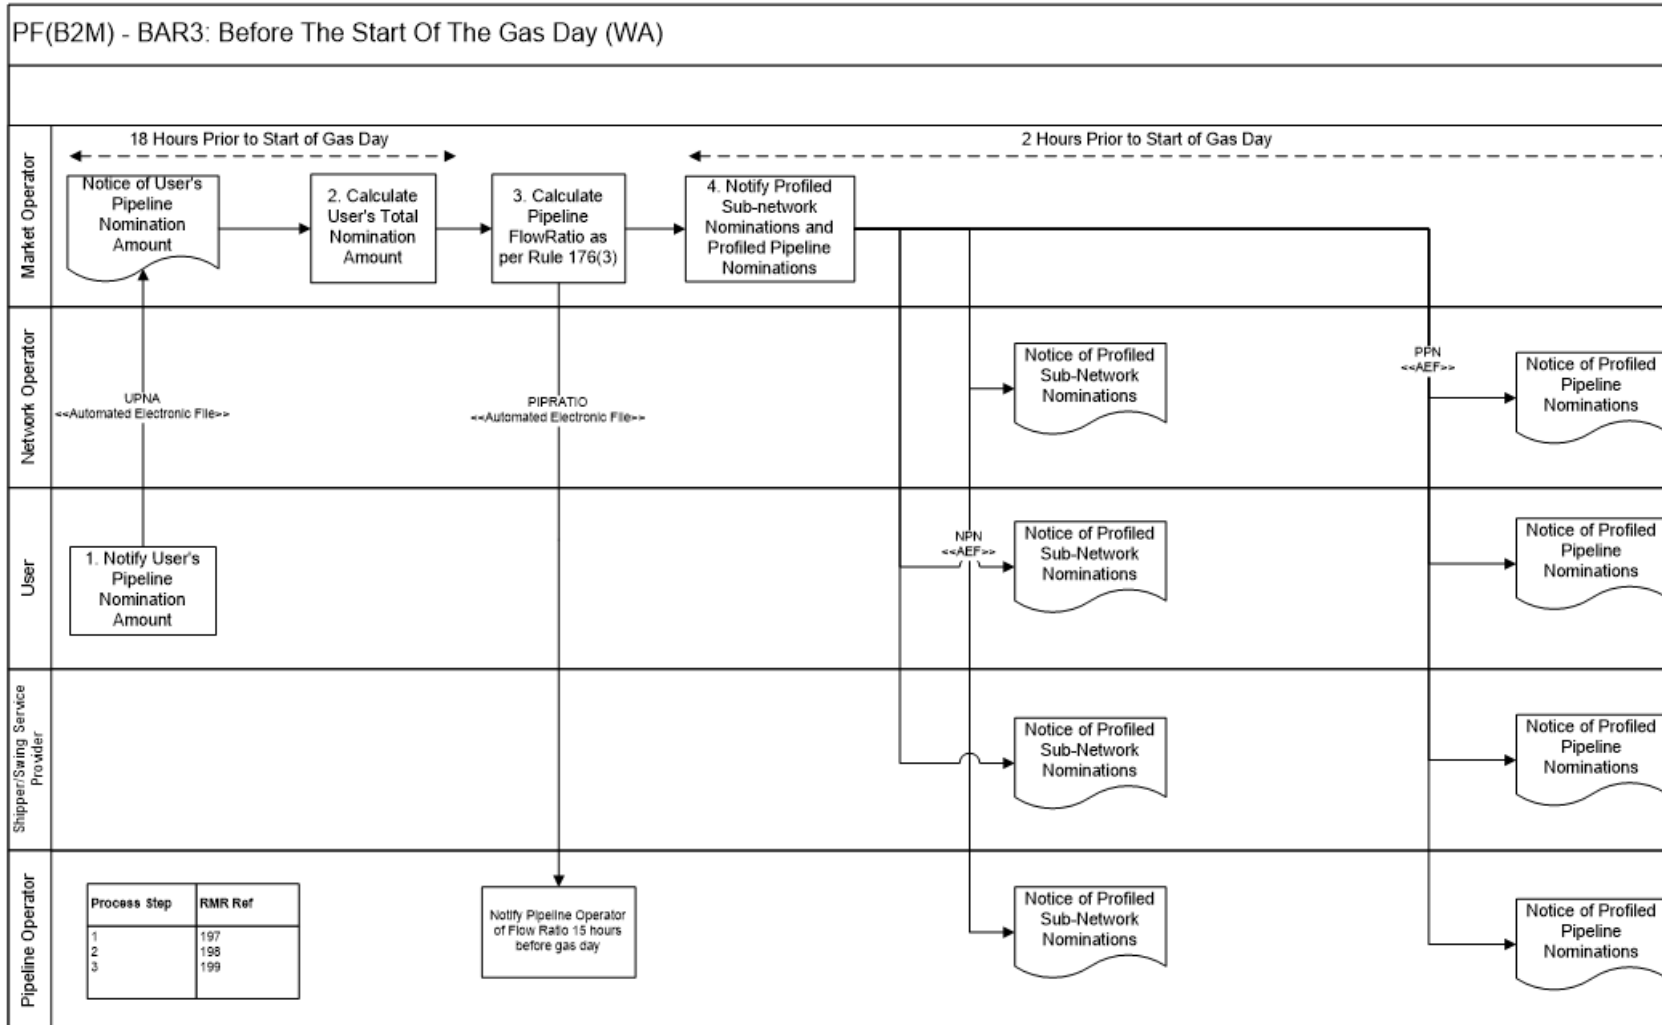 PF(B2M) - BAR3: Before The Start Of The Gas Day (WA)
18 Hours Prior to Start of Gas Day
2 Hours Prior to Start of Gas Day
Market Operator
Notice of User's
Pipeline
Nomination
Amount
2. Calculate
User's Total
Nomination
Amount
3. Calculate
Pipeline
FlowRatio as
per Rule 176(3)
4. Notify Profiled
Sub-network
Nominations and
Profiled Pipeline
Nominations
Network Operator
UPNA
<<Automated Electronic File>>
PIPRATIO
<<Automated Electronic File>>
Notice of Profiled
Sub-Network
Nominations
PPN
<<AEF>>
Notice of Profiled
Pipeline
Nominations
User
1. Notify User's
Pipeline
Nomination
Amount
NPN
<<AEF>>
Notice of Profiled
Sub-Network
Nominations
Notice of Profiled
Pipeline
Nominations
Shipper/Swing Service
Provider
Notice of Profiled
Sub-Network
Nominations
Notice of Profiled
Pipeline
Nominations
Pipeline Operator
Process Step RMR Ref
1 197
2 198
3 199
Notify Pipeline Operator
of Flow Ratio 15 hours
before gas day
Notice of Profiled
Sub-Network
Nominations
Notice of Profiled
Pipeline
Nominations